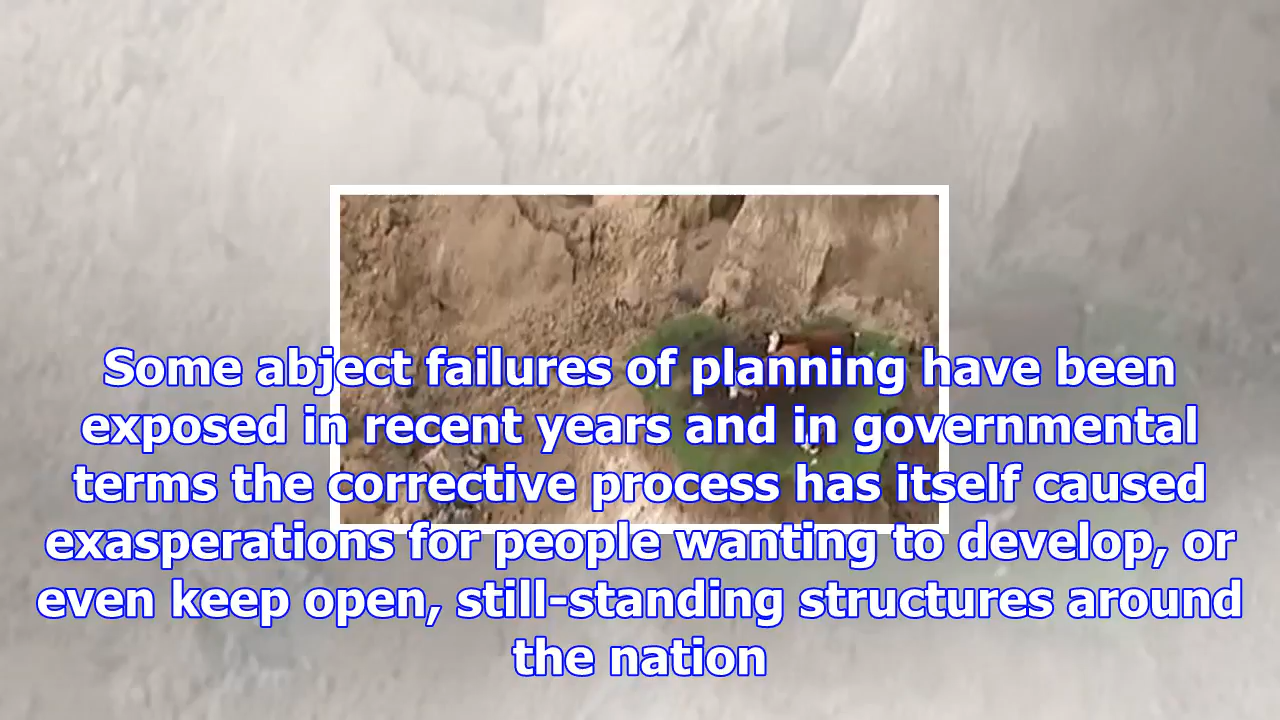 Some abject failures of planning have been
exposed in recent years and in governmental
terms the corrective process has itself caused
exasperations for people wanting to develop, or
even keep open, still-standing structures around
the nation